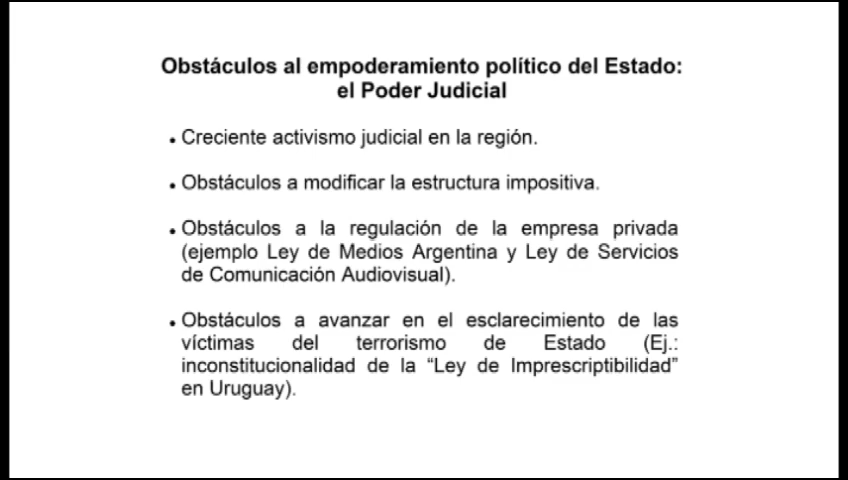 Obstáculos al empoderamiento político del Estado:
el Poder Judicial
• Creciente activismo judicial en la región.
• Obstáculos a modificar la estructura impositiva.
• Obstáculos a la regulación de la empresa privada
(ejemplo Ley de Medios Argentina y Ley de Servicios
de Comunicación Audiovisual).
• Obstáculos a avanzar en el esclarecimiento de las
víctimas del terrorismo de Estado (Ej.:
inconstitucionalidad de la “Ley de Imprescriptibilidad”
en Uruguay).